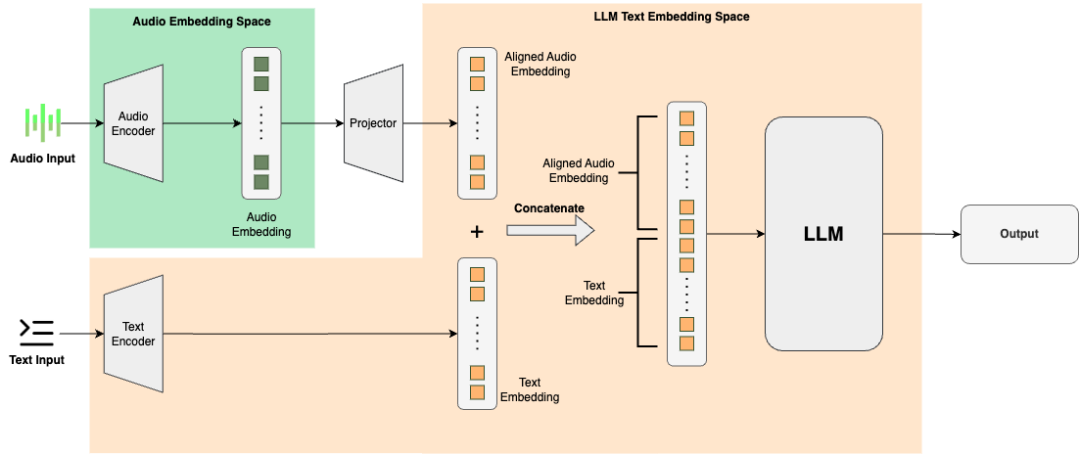 Audio Embedding Space
LLM Text Embedding Space
Aligned Audio
Embedding
Audio
Encoder
Projector
Audio Input
Aligned Audio
Embedding
Audio
Embedding
Concatenate
+
LLM
Output
Text
Embedding
Text
Encoder
Text Input
Text
Embedding